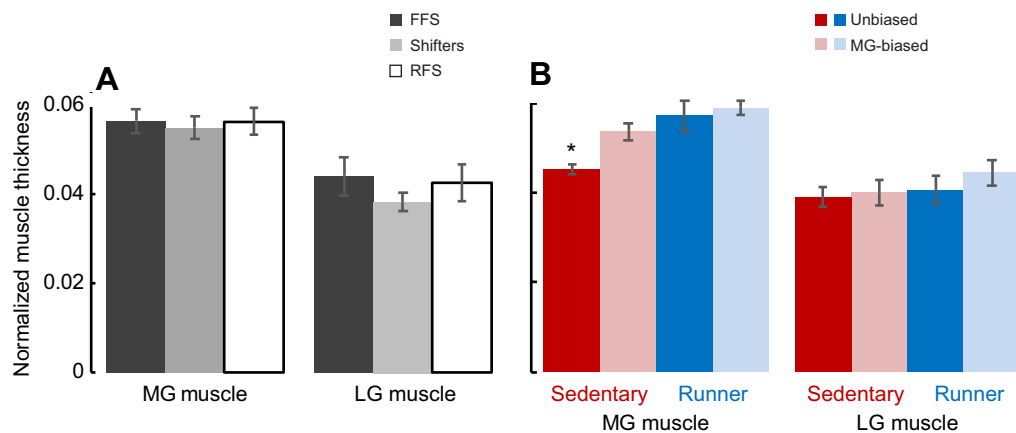 FFS
Shifters
RFS
Unbiased
MG-biased
A
B
Normalized muscle thickness
0.06
0.04
0.02
0
*
MG muscle
LG muscle
Sedentary Runner
MG muscle
Sedentary Runner
LG muscle